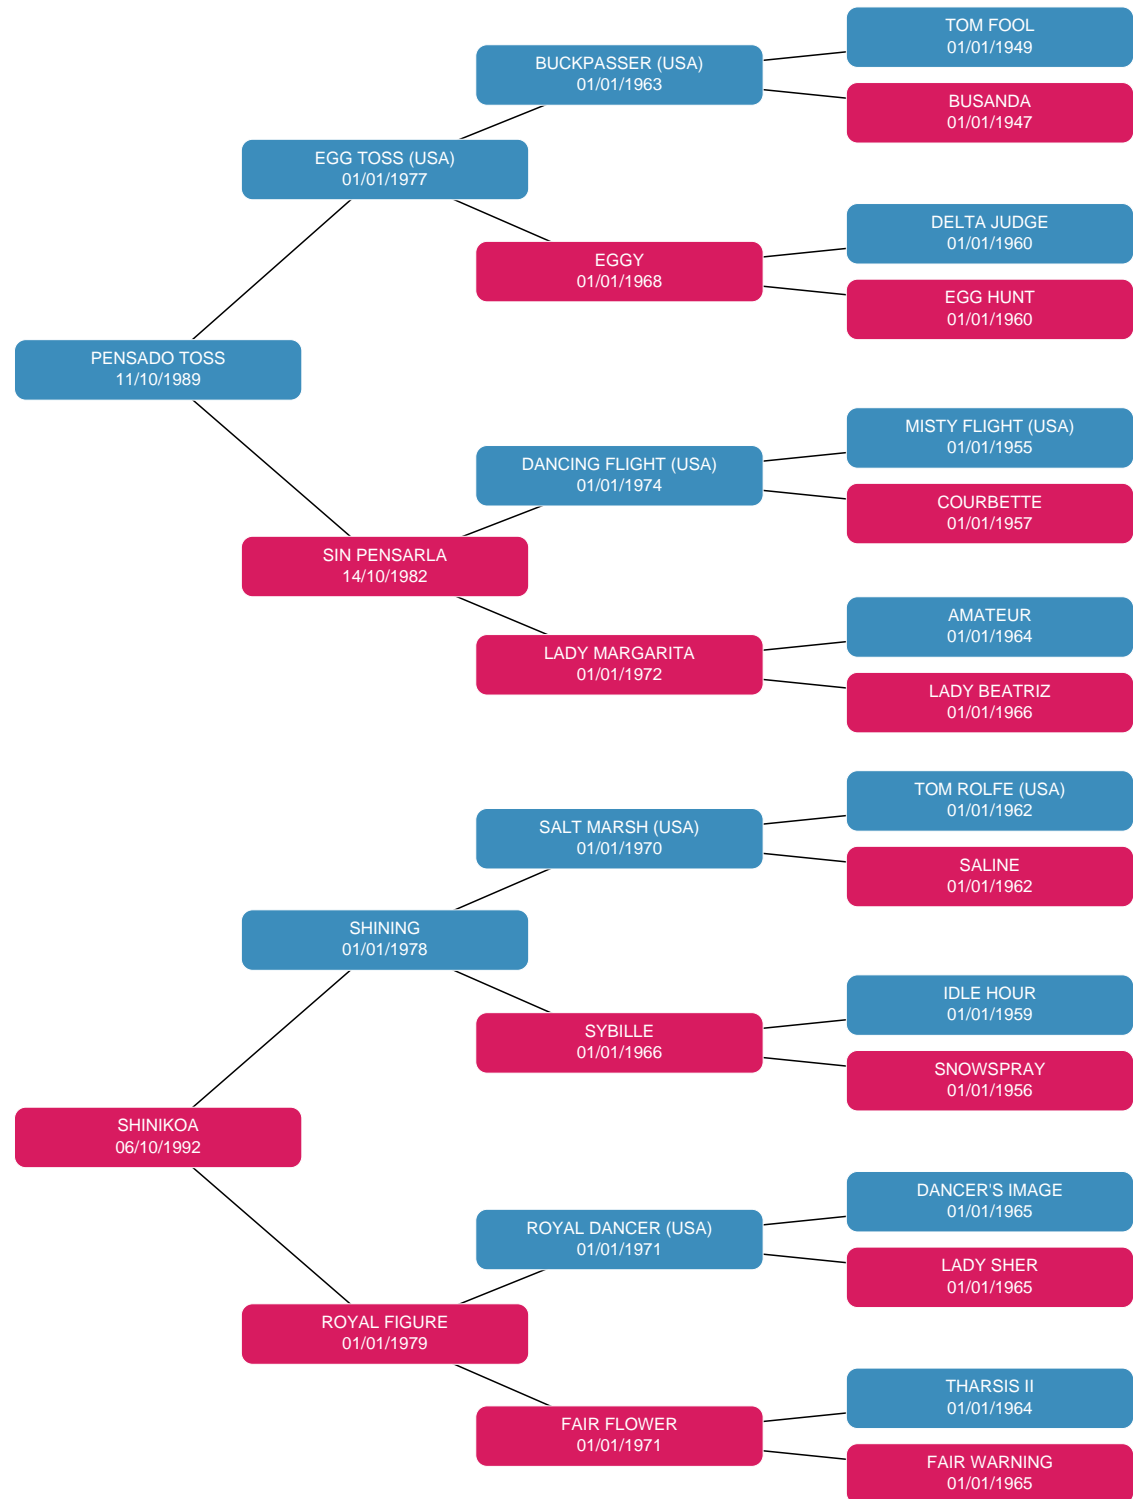 TOM FOOL
01/01/1949
BUCKPASSER (USA)
01/01/1963
BUSANDA
01/01/1947
EGG TOSS (USA)
01/01/1977
DELTA JUDGE
01/01/1960
EGGY
01/01/1968
EGG HUNT
01/01/1960
PENSADO TOSS
11/10/1989
MISTY FLIGHT (USA)
01/01/1955
DANCING FLIGHT (USA)
01/01/1974
COURBETTE
01/01/1957
SIN PENSARLA
14/10/1982
AMATEUR
01/01/1964
LADY MARGARITA
01/01/1972
LADY BEATRIZ
01/01/1966
TOM ROLFE (USA)
01/01/1962
SALT MARSH (USA)
01/01/1970
SALINE
01/01/1962
SHINING
01/01/1978
IDLE HOUR
01/01/1959
SYBILLE
01/01/1966
SNOWSPRAY
01/01/1956
SHINIKOA
06/10/1992
DANCER'S IMAGE
01/01/1965
ROYAL DANCER (USA)
01/01/1971
LADY SHER
01/01/1965
ROYAL FIGURE
01/01/1979
THARSIS II
01/01/1964
FAIR FLOWER
01/01/1971
FAIR WARNING
01/01/1965